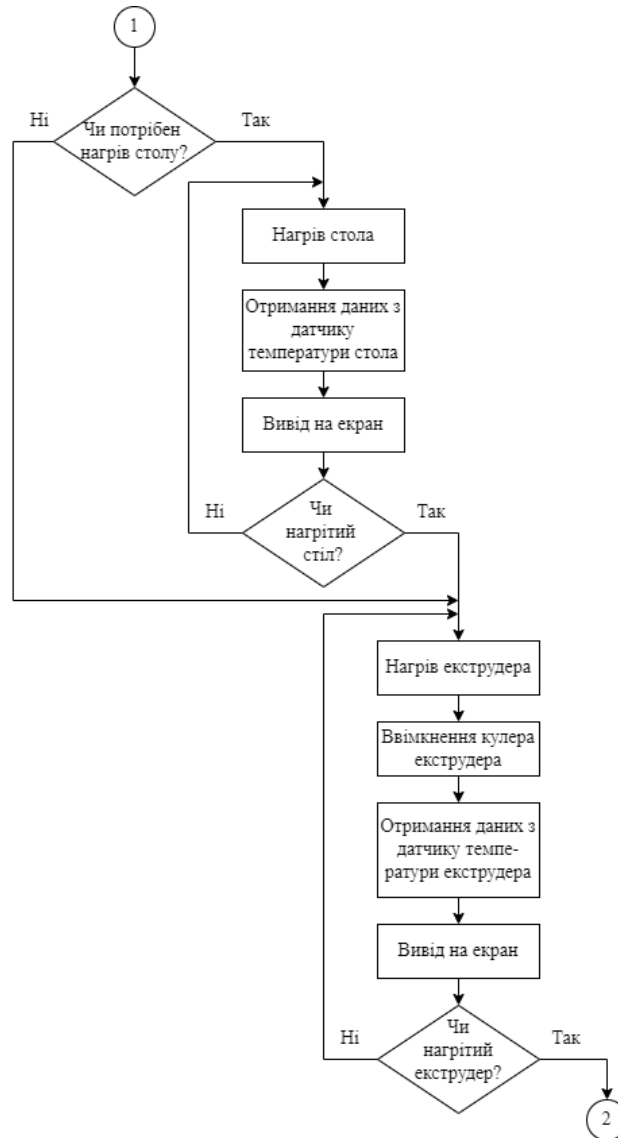 1
Ні
Так
Чи потрібен
нагрів столу?
Нагрів стола
Отримання даних з
датчику
температури стола
Вивід на екран
Ні
Так
Чи
нагрітий
стіл?
Нагрів екструдера
Ввімкнення кулера
екструдера
Отримання даних з
датчику темпе-
ратури екструдера
Вивід на екран
Ні
Так
Чи
нагрітий
екструдер?
2